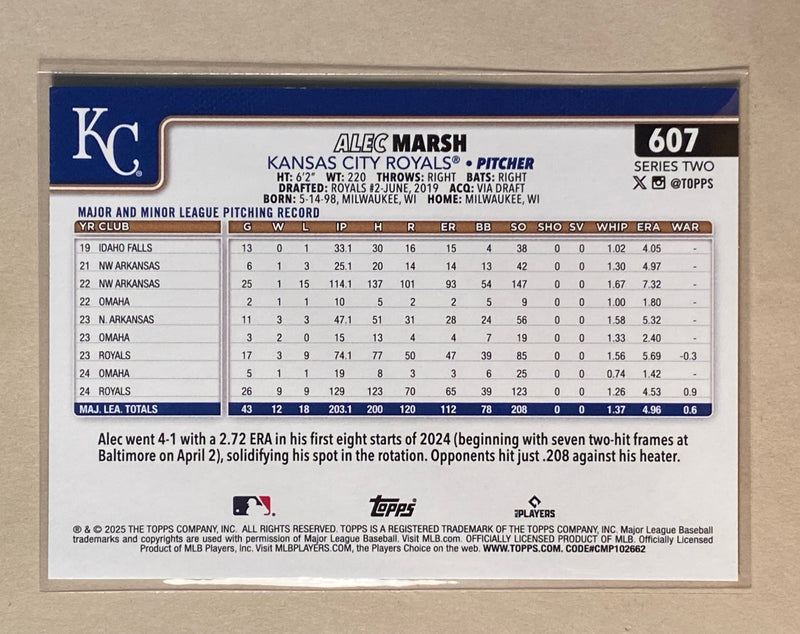 KC
ALEC MARSH
607
KANSAS CITY ROYALS® • PITCHER
SERIES TWO
HT: 6'2" WT: 220 THROWS: RIGHT BATS: RIGHT
X @TOPPS
DRAFTED: ROYALS #2-JUNE, 2019 ACQ: VIA DRAFT
BORN: 5-14-98, MILWAUKEE, WI HOME: MILWAUKEE, WI
MAJOR AND MINOR LEAGUE PITCHING RECORD
YR CLUB G W L IP H R ER BB SO SHO SV WHIP ERA WAR
19 IDAHO FALLS 13 0 1 33.1 30 16 15 4 38 0 0 1.02 4.05 -
21 NW ARKANSAS 6 1 3 25.1 20 14 14 13 42 0 0 1.30 4.97 -
22 NW ARKANSAS 25 1 15 114.1 137 101 93 54 147 0 0 1.67 7.32 -
22 OMAHA 2 1 1 10 5 2 2 5 9 0 0 1.00 1.80 -
23 N. ARKANSAS 11 3 3 47.1 51 31 28 24 56 0 0 1.58 5.32 -
23 OMAHA 3 2 0 15 13 4 4 7 19 0 0 1.33 2.40 -
23 ROYALS 17 3 9 74.1 77 50 47 39 85 0 0 1.56 5.69 -0.3
24 OMAHA 5 1 1 19 8 3 3 6 25 0 0 0.74 1.42 -
24 ROYALS 26 9 9 129 123 70 65 39 123 0 0 1.26 4.53 0.9
MAJ. LEA. TOTALS 43 12 18 203.1 200 120 112 78 208 0 0 1.37 4.96 0.6
Alec went 4-1 with a 2.72 ERA in his first eight starts of 2024 (beginning with seven two-hit frames at
Baltimore on April 2), solidifying his spot in the rotation. Opponents hit just .208 against his heater.
Topps
PLAYERS
® & © 2025 THE TOPPS COMPANY, INC. ALL RIGHTS RESERVED. TOPPS IS A REGISTERED TRADEMARK OF THE TOPPS COMPANY, INC. Major League Baseball
trademarks and copyrights are used with permission of Major League Baseball. Visit MLB.com. OFFICIALLY LICENSED PRODUCT OF MLB. Officially Licensed
Product of MLB Players, Inc. Visit MLBPLAYERS.COM, the Players Choice on the web. WWW.TOPPS.COM. CODE#CMP102662